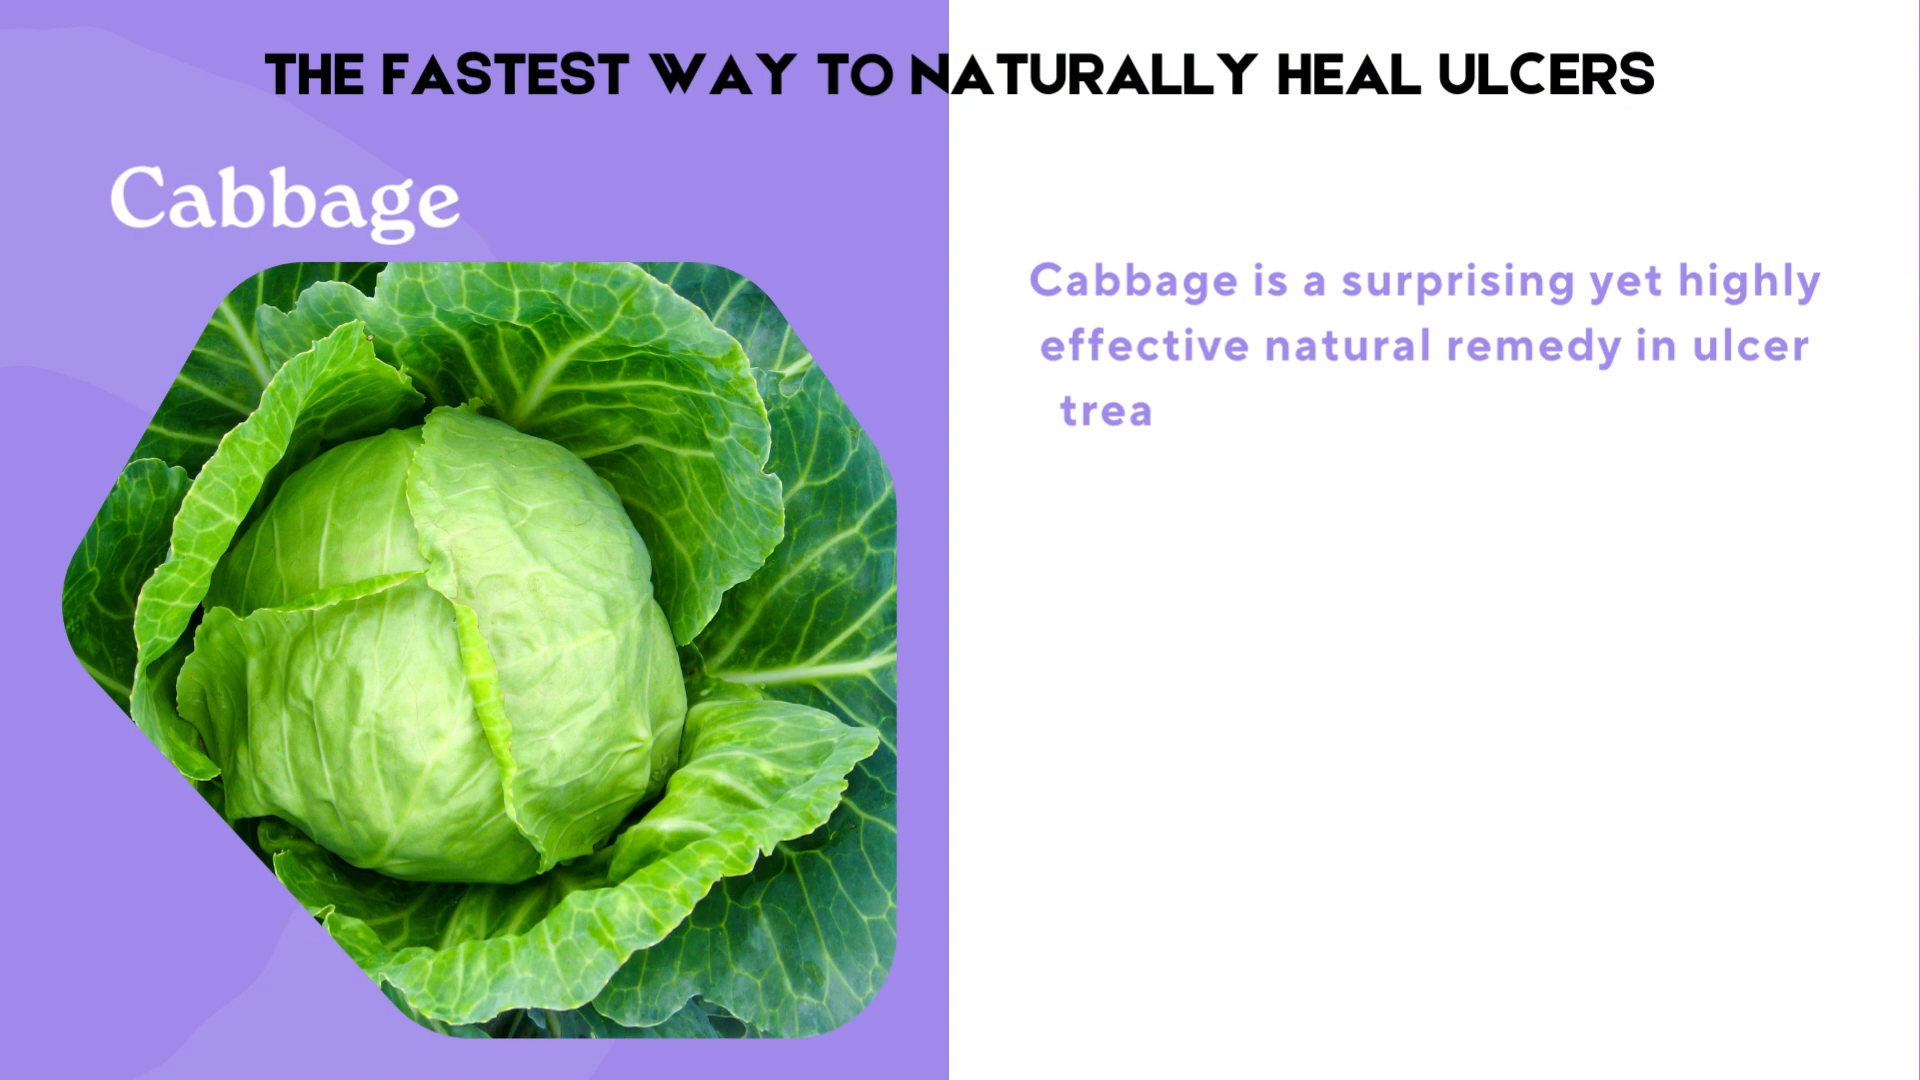 THE FASTEST WAY TO NATURALLY HEAL ULCERS
Cabbage
Cabbage is a surprising yet highly
effective natural remedy in ulcer
trea